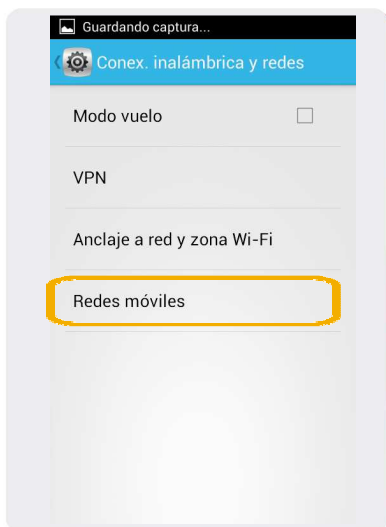 Guardando captura...
Conex. inalámbrica y redes
Modo vuelo
VPN
Anclaje a red y zona Wi-Fi
Redes móviles